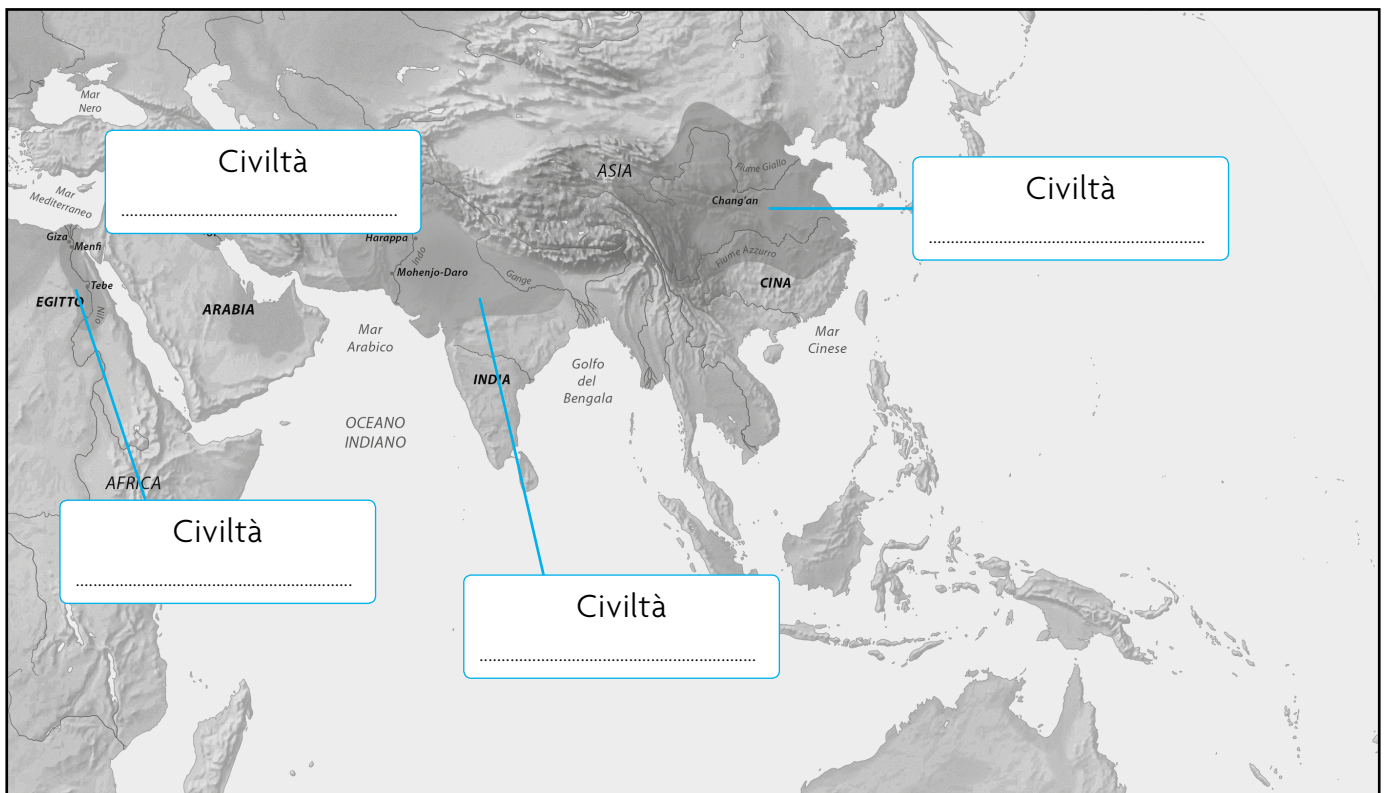 Mar
Nero
Civiltà
................................................................
ASIA
Fiume Giallo
Chang'an
Civiltà
................................................................
Mar
Mediterraneo
Giza
Menfi
Harappa
Indo
Mohenjo-Daro
Gange
Fiume Azzurro
CINA
Tebe
EGITTO
Nilo
ARABIA
Mar
Arabico
Mar
Cinese
Golfo
del
Bengala
INDIA
OCEANO
INDIANO
AFRICA
Civiltà
................................................................
Civiltà
................................................................